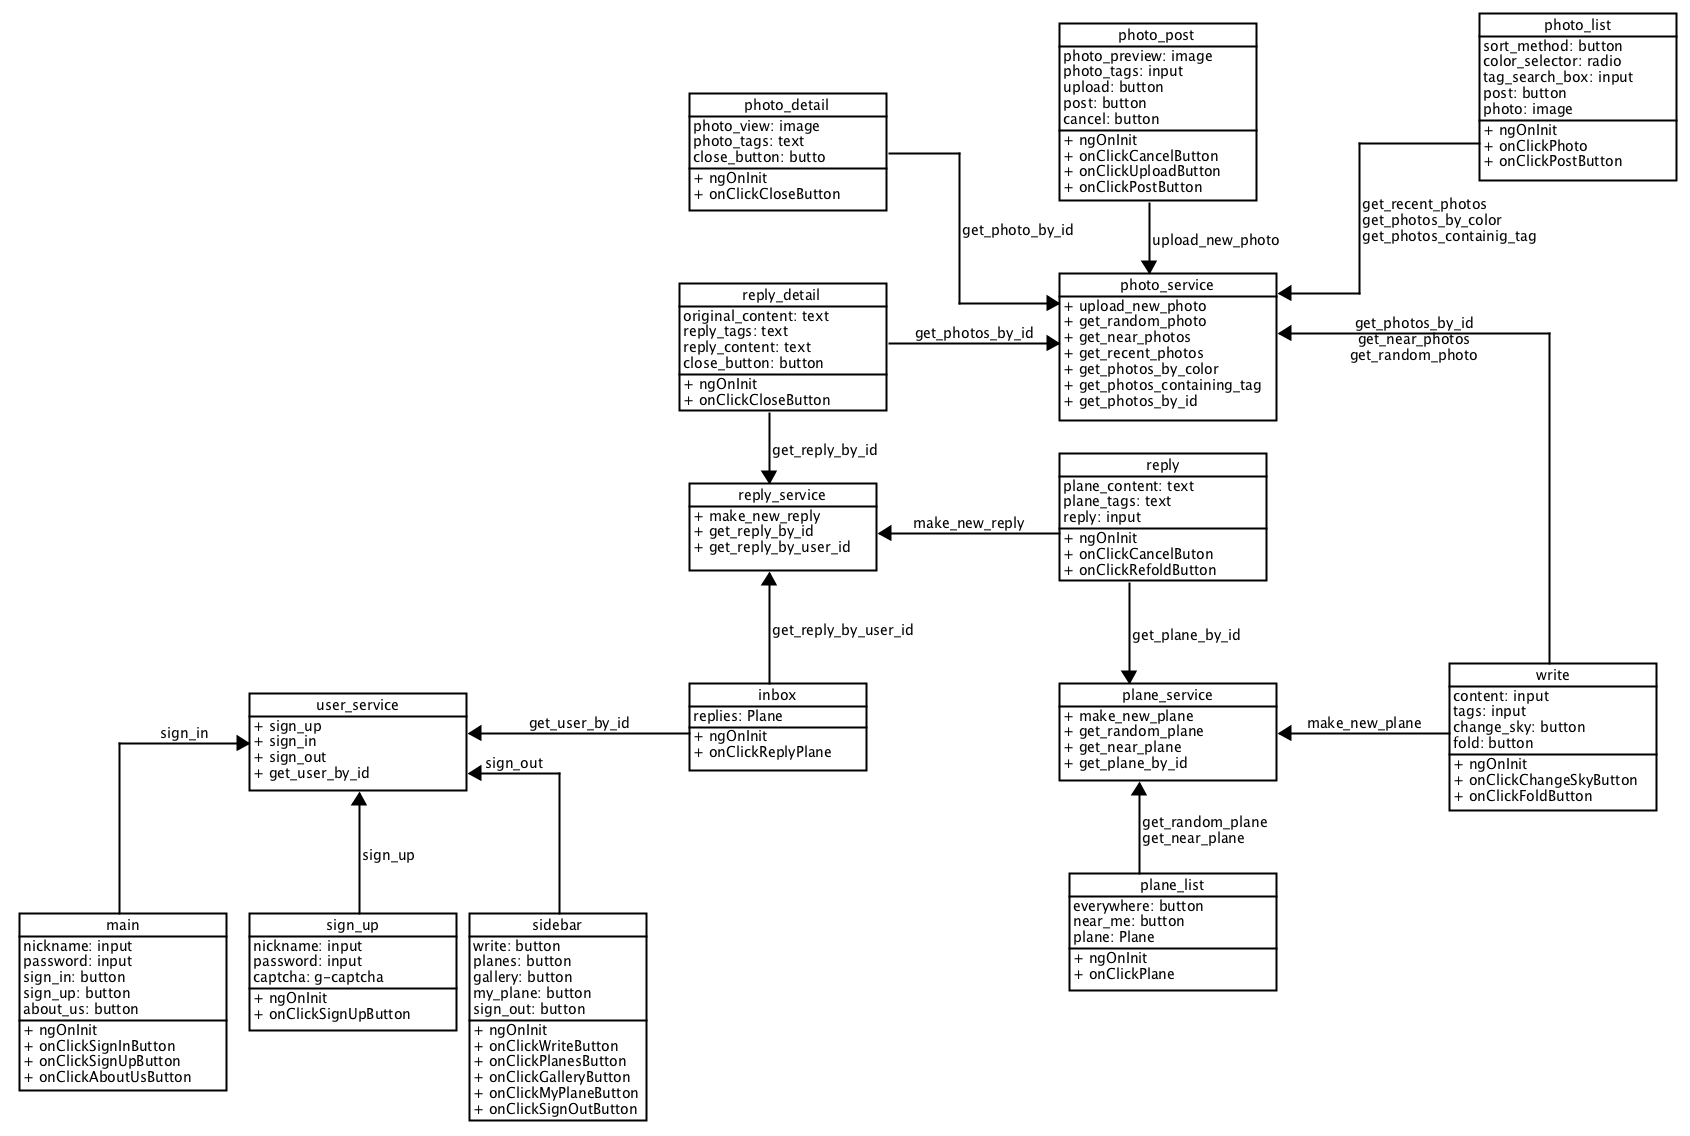 photo_list
sort_method: button
color_selector: radio
tag_search_box: input
post: button
photo: image
+ ngOnInit
+ onClickPhoto
+ onClickPostButton
photo_post
photo_preview: image
photo_tags: input
upload: button
post: button
cancel: button
+ ngOnInit
+ onClickCancelButton
+ onClickUploadButton
+ onClickPostButton
photo_detail
photo_view: image
photo_tags: text
close_button: butto
+ ngOnInit
+ onClickCloseButton
get_photo_by_id
upload_new_photo
get_recent_photos
get_photos_by_color
get_photos_containig_tag
photo_service
+ upload_new_photo
+ get_random_photo
+ get_near_photos
+ get_recent_photos
+ get_photos_by_color
+ get_photos_containing_tag
+ get_photos_by_id
reply_detail
original_content: text
reply_tags: text
reply_content: text
close_button: button
+ ngOnInit
+ onClickCloseButton
get_photos_by_id
get_photos_by_id
get_near_photos
get_random_photo
get_reply_by_id
reply_service
+ make_new_reply
+ get_reply_by_id
+ get_reply_by_user_id
make_new_reply
reply
plane_content: text
plane_tags: text
reply: input
+ ngOnInit
+ onClickCancelButon
+ onClickRefoldButton
get_reply_by_user_id
get_plane_by_id
user_service
+ sign_up
+ sign_in
+ sign_out
+ get_user_by_id
sign_in
get_user_by_id
sign_out
inbox
replies: Plane
+ ngOnInit
+ onClickReplyPlane
plane_service
+ make_new_plane
+ get_random_plane
+ get_near_plane
+ get_plane_by_id
make_new_plane
write
content: input
tags: input
change_sky: button
fold: button
+ ngOnInit
+ onClickChangeSkyButton
+ onClickFoldButton
sign_up
get_random_plane
get_near_plane
plane_list
everywhere: button
near_me: button
plane: Plane
+ ngOnInit
+ onClickPlane
main
nickname: input
password: input
sign_in: button
sign_up: button
about_us: button
+ ngOnInit
+ onClickSignInButton
+ onClickSignUpButton
+ onClickAboutUsButton
sign_up
nickname: input
password: input
captcha: g-captcha
+ ngOnInit
+ onClickSignUpButton
sidebar
write: button
planes: button
gallery: button
my_plane: button
sign_out: button
+ ngOnInit
+ onClickWriteButton
+ onClickPlanesButton
+ onClickGalleryButton
+ onClickMyPlaneButton
+ onClickSignOutButton